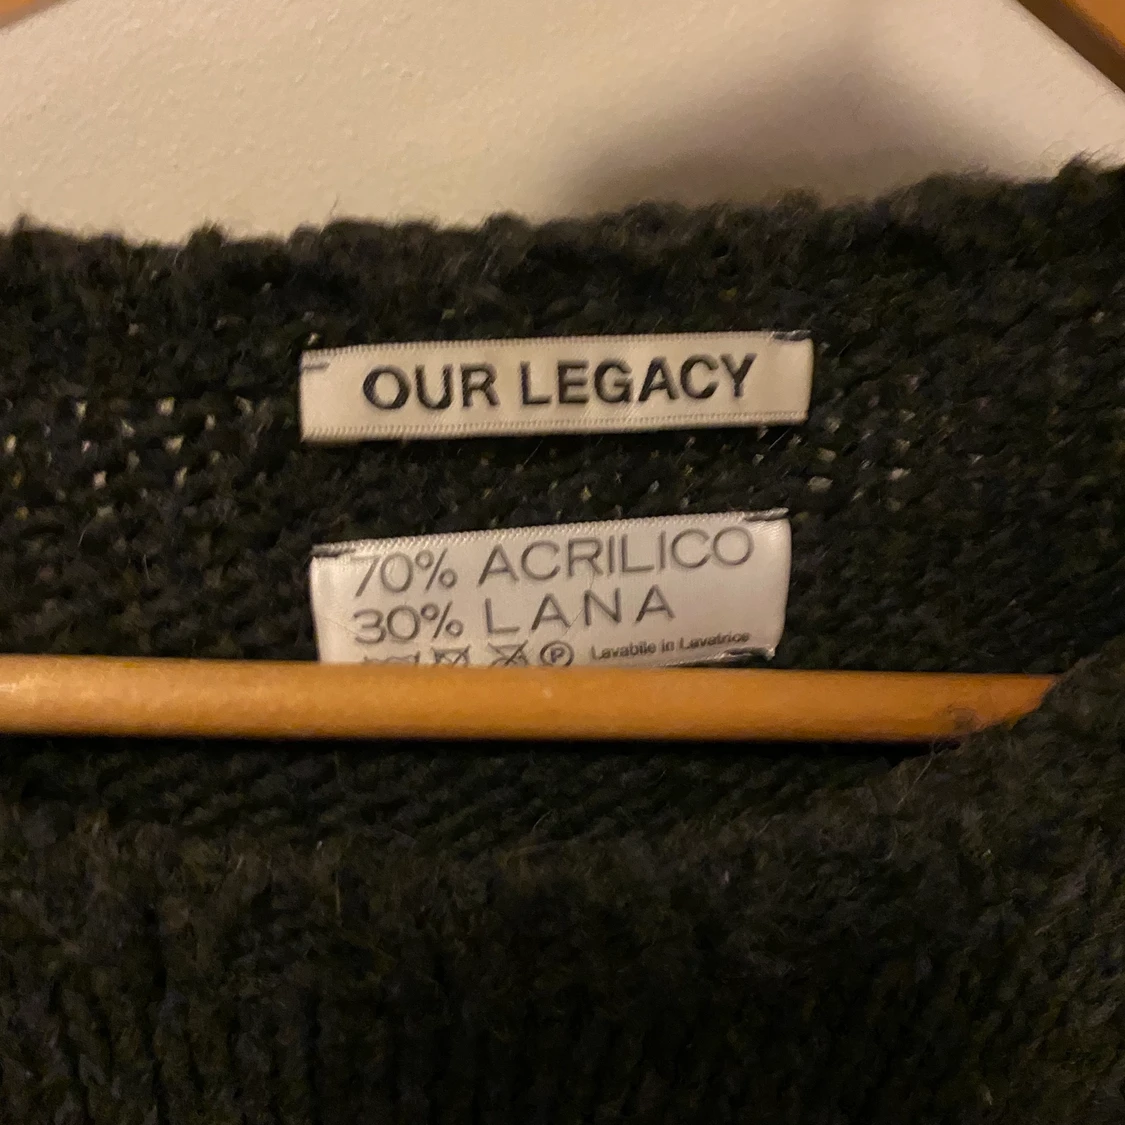 OUR LEGACY
70% ACRILICO
30% LANA
P Lavabile in Lavatrice